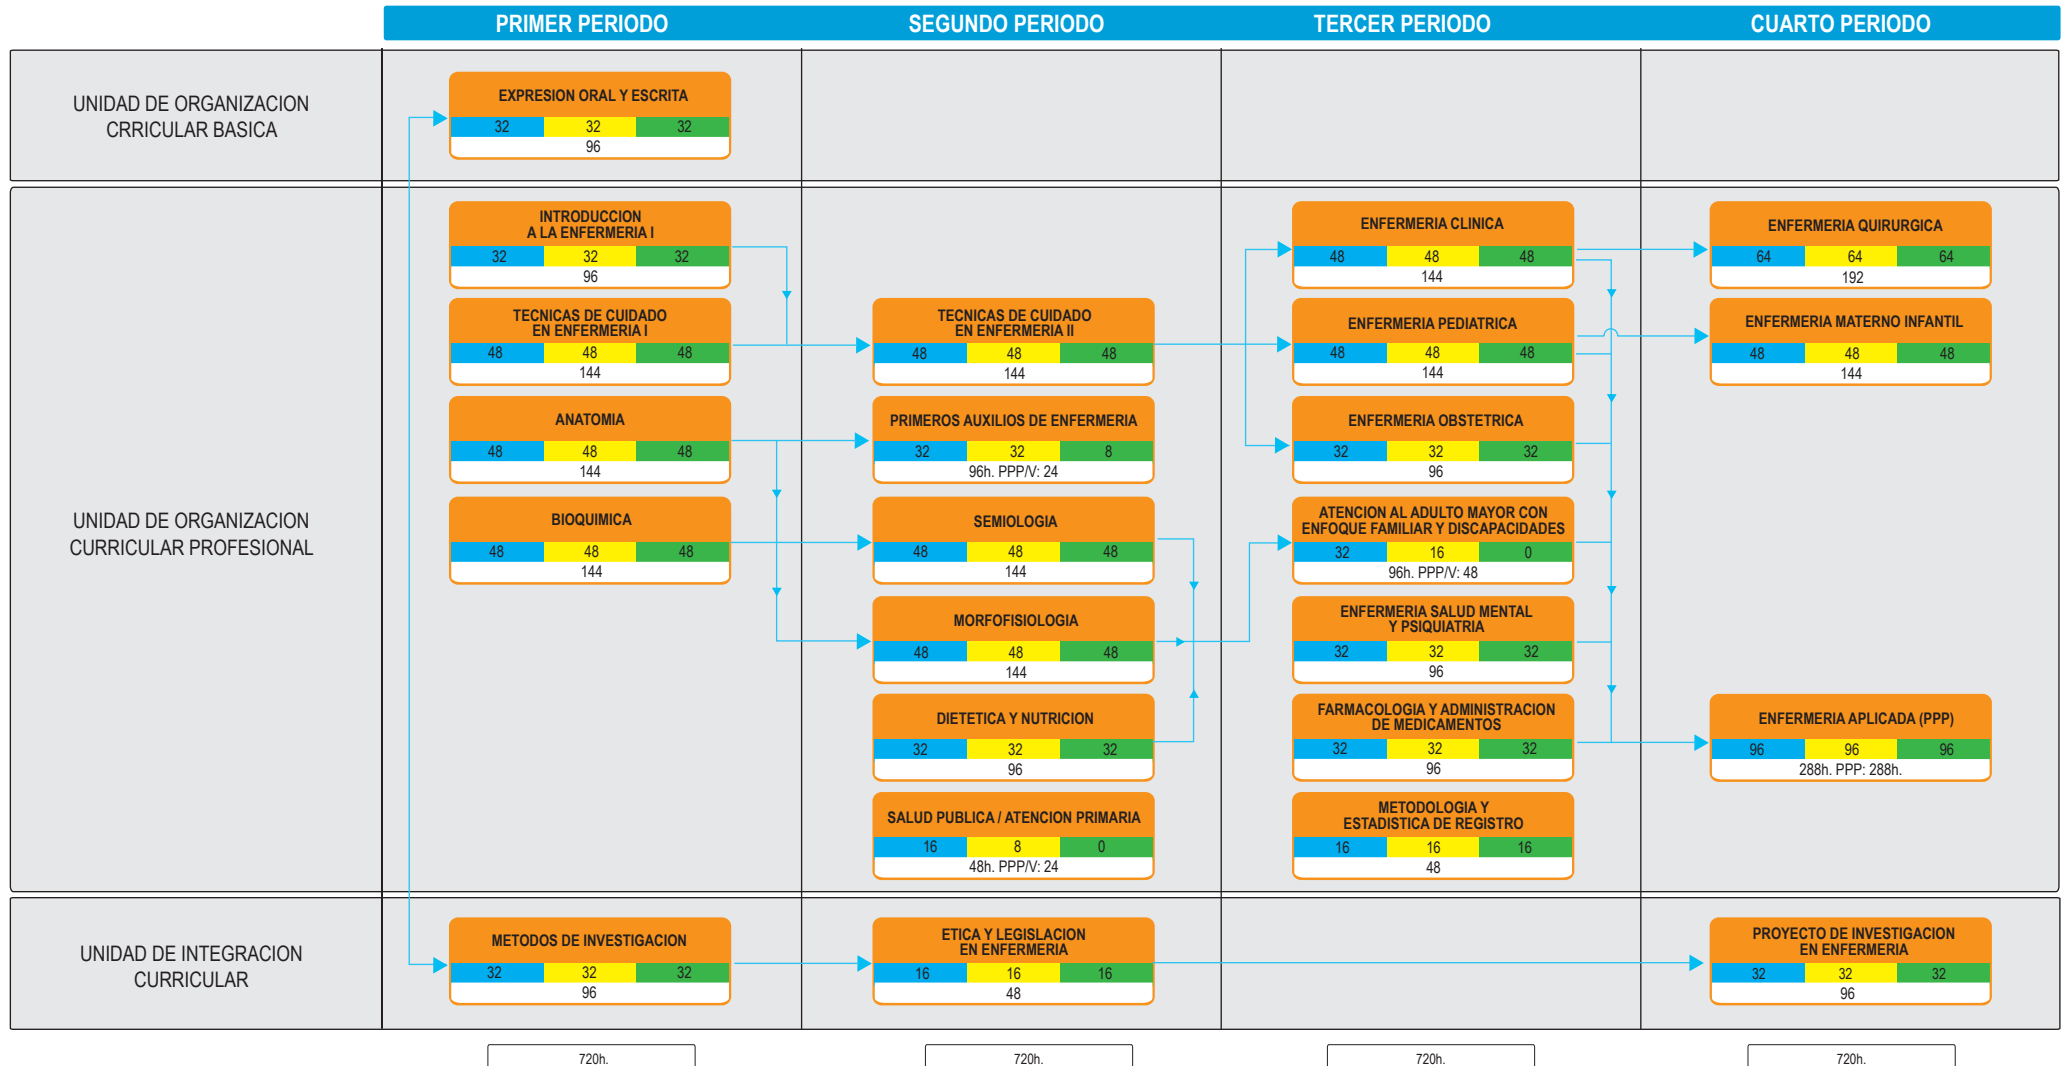 PRIMER PERIODO
SEGUNDO PERIODO
TERCER PERIODO
CUARTO PERIODO
UNIDAD DE ORGANIZACION
CRRICULAR BASICA
EXPRESION ORAL Y ESCRITA
32 32 32
96
UNIDAD DE ORGANIZACION
CURRICULAR PROFESIONAL
INTRODUCCION
A LA ENFERMERIA I
32 32 32
96
TECNICAS DE CUIDADO
EN ENFERMERIA I
48 48 48
144
ANATOMIA
48 48 48
144
BIOQUIMICA
48 48 48
144
TECNICAS DE CUIDADO
EN ENFERMERIA II
48 48 48
144
PRIMEROS AUXILIOS DE ENFERMERIA
32 32 8
96h. PPP/V: 24
SEMIOLOGIA
48 48 48
144
MORFOFISIOLOGIA
48 48 48
144
DIETETICA Y NUTRICION
32 32 32
96
SALUD PUBLICA / ATENCION PRIMARIA
16 8 0
48h. PPP/V: 24
ENFERMERIA CLINICA
48 48 48
144
ENFERMERIA PEDIATRICA
48 48 48
144
ENFERMERIA OBSTETRICA
32 32 32
96
ATENCION AL ADULTO MAYOR CON
ENFOQUE FAMILIAR Y DISCAPACIDADES
32 16 0
96h. PPP/V: 48
ENFERMERIA SALUD MENTAL
Y PSIQUIATRIA
32 32 32
96
FARMACOLOGIA Y ADMINISTRACION
DE MEDICAMENTOS
32 32 32
96
METODOLOGIA Y
ESTADISTICA DE REGISTRO
16 16 16
48
ENFERMERIA QUIRURGICA
64 64 64
192
ENFERMERIA MATERNO INFANTIL
48 48 48
144
ENFERMERIA APLICADA (PPP)
96 96 96
288h. PPP: 288h.
UNIDAD DE INTEGRACION
CURRICULAR
METODOS DE INVESTIGACION
32 32 32
96
ETICA Y LEGISLACION
EN ENFERMERIA
16 16 16
48
PROYECTO DE INVESTIGACION
EN ENFERMERIA
32 32 32
96
720h.
720h.
720h.
720h.